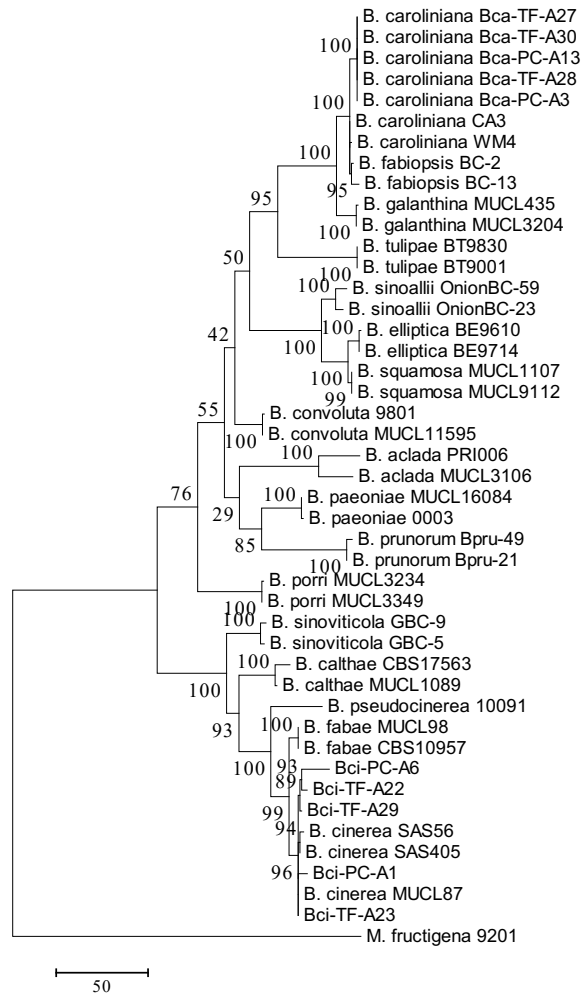 B. caroliniana Bca-TF-A27
B. caroliniana Bca-TF-A30
100
B. caroliniana Bca-PC-A13
B. caroliniana Bca-TF-A28
100
B. caroliniana Bca-PC-A3
B. caroliniana CA3
B. caroliniana WM4
100
B. fabiopsis BC-2
95
B. fabiopsis BC-13
95
B. galanthina MUCL435
100
B. galanthina MUCL3204
B. tulipae BT9830
50
100
B. tulipae BT9001
100
B. sinoallii OnionBC-59
B. sinoallii OnionBC-23
100
B. elliptica BE9610
42
100
B. elliptica BE9714
100
B. squamosa MUCL1107
99
B. squamosa MUCL9112
55
B. convoluta 9801
100
B. convoluta MUCL11595
100
B. aclada PRI006
B. aclada MUCL3106
76
100
B. paeoniae MUCL16084
29
B. paeoniae 0003
85
B. prunorum Bpru-49
100
B. prunorum Bpru-21
B. porri MUCL3234
100
B. porri MUCL3349
100
B. sinoviticola GBC-9
B. sinoviticola GBC-5
100
B. calthae CBS17563
100
B. calthae MUCL1089
93
B. pseudocinerea 10091
100
B. fabae MUCL98
B. fabae CBS10957
100
93
Bci-PC-A6
89
Bci-TF-A22
99
Bci-TF-A29
94
B. cinerea SAS56
B. cinerea SAS405
96
Bci-PC-A1
B. cinerea MUCL87
Bci-TF-A23
M. fructigena 9201
50